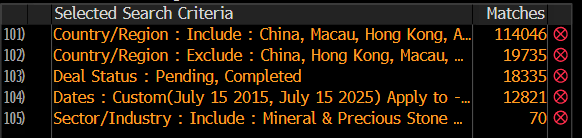 Selected Search Criteria Matches
101) Country/Region : Include : China, Macau, Hong Kong, A... 114046
102) Country/Region : Exclude : China, Hong Kong, Macau, ... 19735
103) Deal Status : Pending, Completed 18335
104) Dates : Custom(July 15 2015, July 15 2025) Apply to -... 12821
105) Sector/Industry : Include : Mineral & Precious Stone ... 70